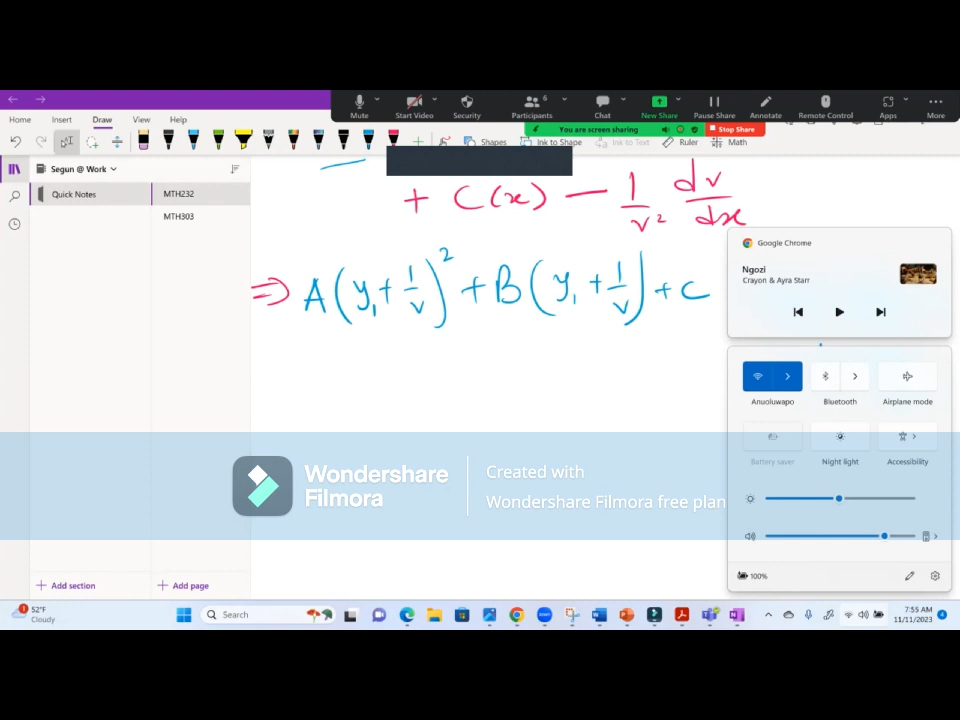 Mute
Start Video
Security
6
Participants
Chat
New Share
Pause Share
Annotate
Remote Control
Apps
More
You are screen sharing
Stop Share
Home Insert Draw View Help
Shapes
Ink to Shape
Ink to Text
Ruler
Math
Segun @ Work
Quick Notes
MTH232
MTH303
+ C(x) − 1/v² dv/dx
⇒ A(y₁ + 1/v)² + B(y₁ + 1/v) + C
Google Chrome
Ngozi
Crayon & Ayra Starr
Anuoluwapo
Bluetooth
Airplane mode
Battery saver
Night light
Accessibility
100%
Wondershare
Filmora
Created with
Wondershare Filmora free plan
+ Add section
+ Add page
1
52°F
Cloudy
Search
7:55 AM
11/11/2023
4